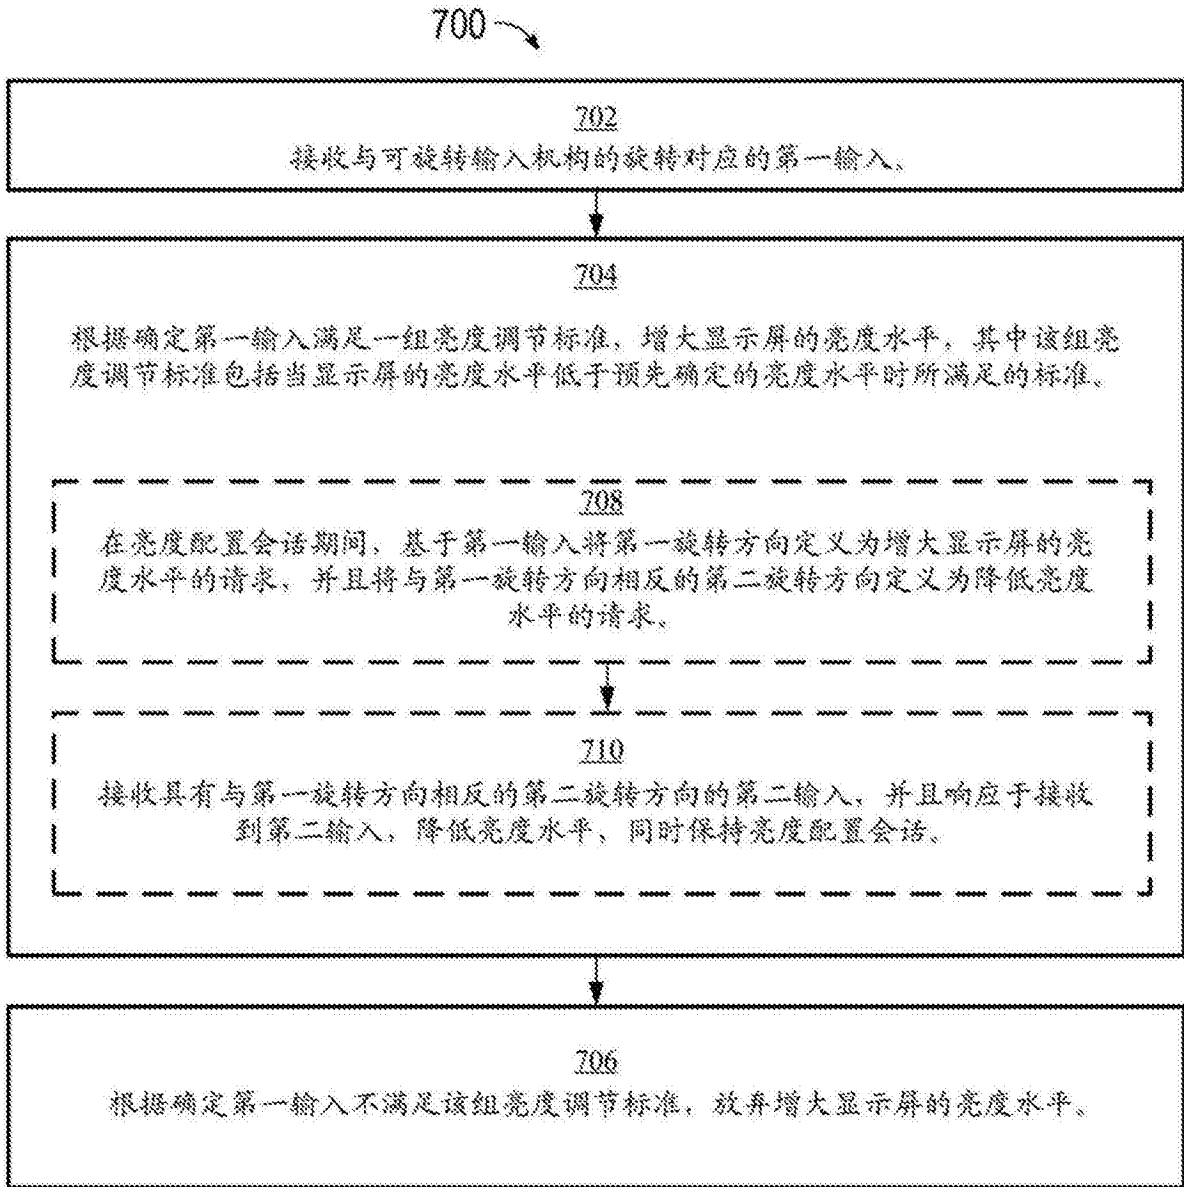 700
702
接收与可旋转输入机构的旋转对应的第一输入。
704
根据确定第一输入满足一组亮度调节标准，增大显示屏的亮度水平，其中该组亮
度调节标准包括当显示屏的亮度水平低于预先确定的亮度水平时所满足的标准。
708
在亮度配置会话期间，基于第一输入将第一旋转方向定义为增大显示屏的亮
度水平的请求，并且将与第一旋转方向相反的第二旋转方向定义为降低亮度
水平的请求。
710
接收具有与第一旋转方向相反的第二旋转方向的第二输入，并且响应于接收
到第二输入，降低亮度水平，同时保持亮度配置会话。
706
根据确定第一输入不满足该组亮度调节标准，放弃增大显示屏的亮度水平。